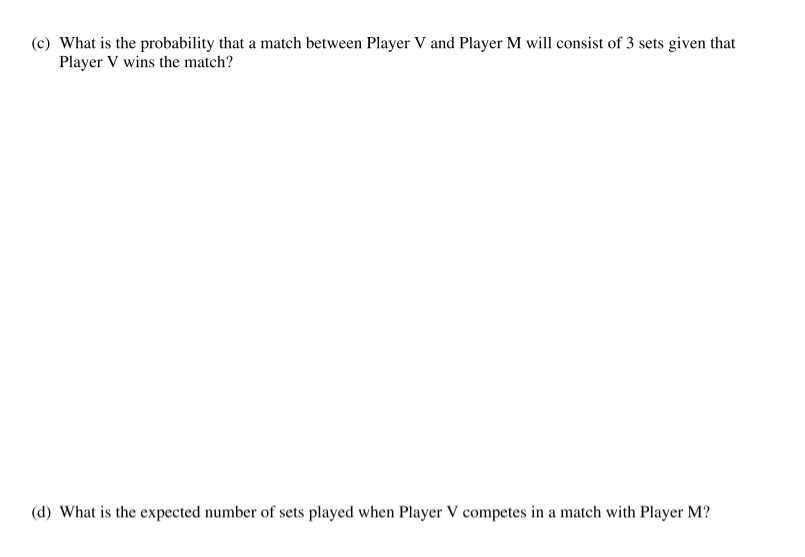 (c) What is the probability that a match between Player V and Player M will consist of 3 sets given that
Player V wins the match?
(d) What is the expected number of sets played when Player V competes in a match with Player M?